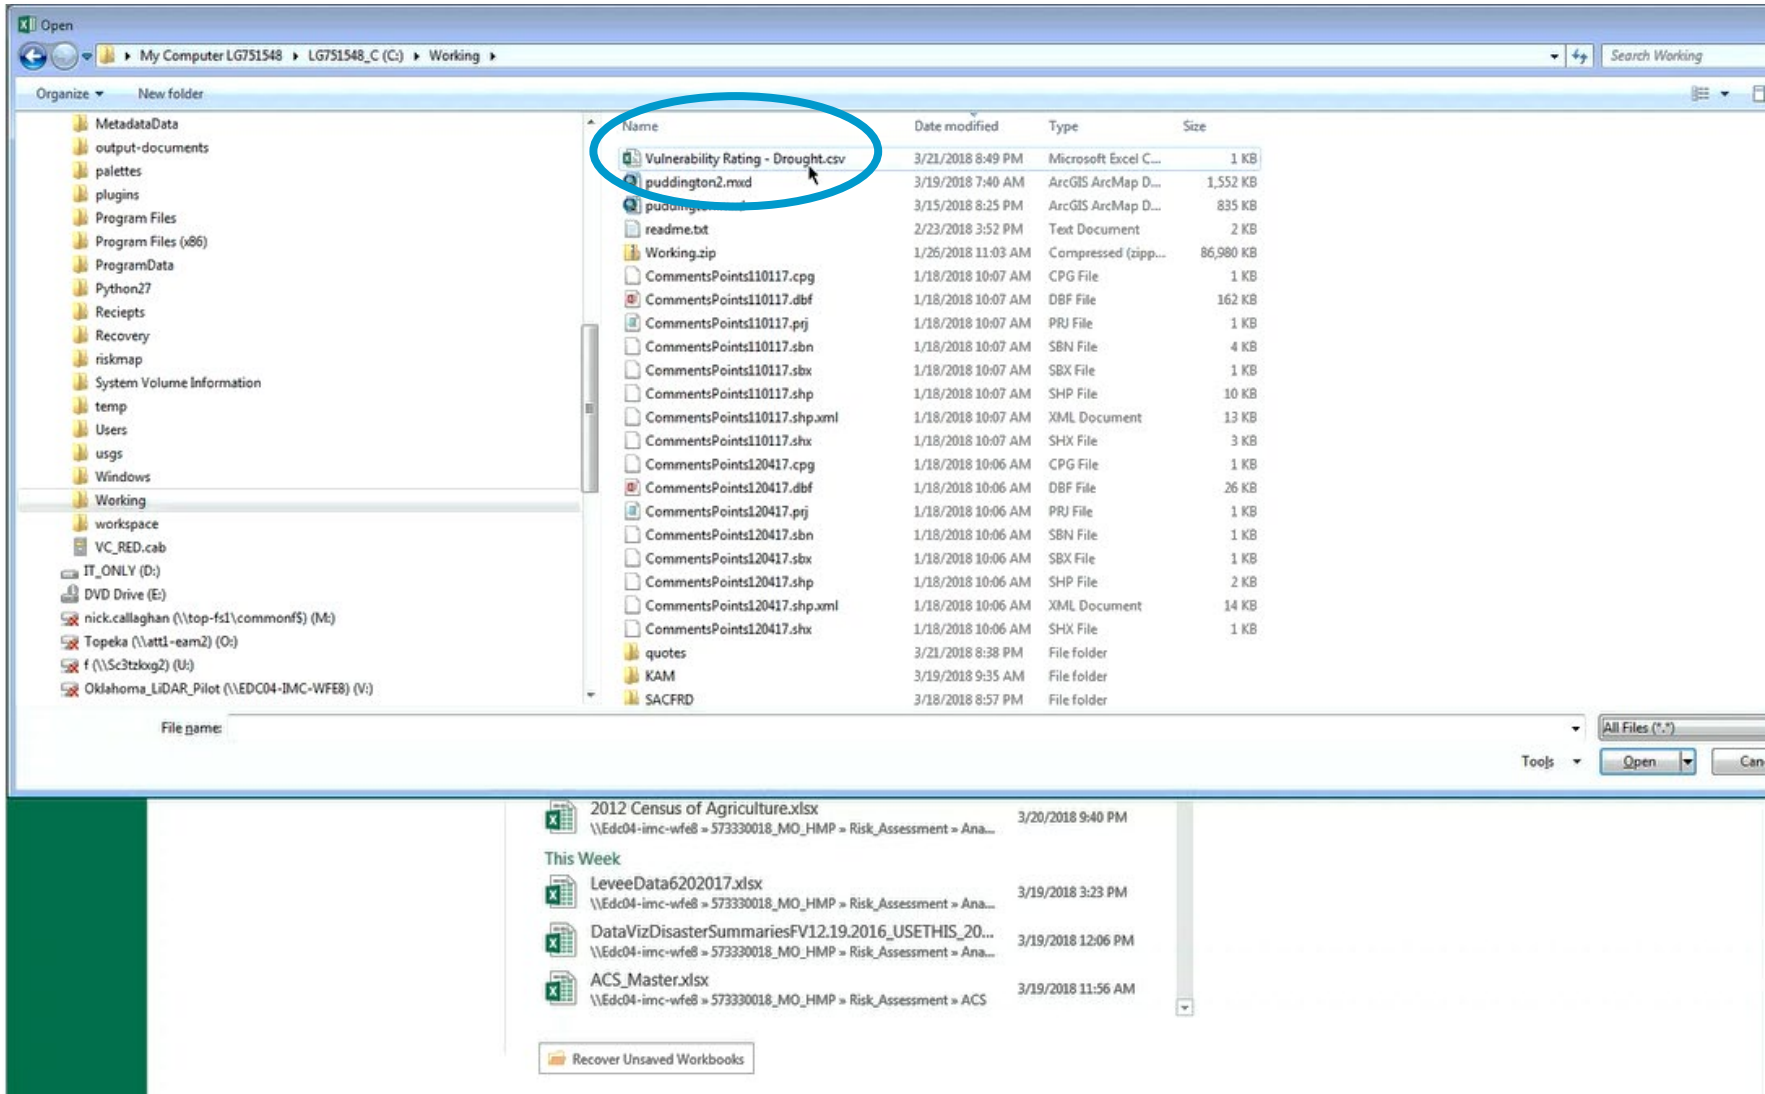 Open
My Computer LG751548 LG751548_C (C:) Working
Search Working
Organize New folder
MetadataData
output-documents
palettes
plugins
Program Files
Program Files (x86)
ProgramData
Python27
Reciepts
Recovery
riskmap
System Volume Information
temp
Users
usgs
Windows
Working
workspace
VC_RED.cab
IT_ONLY (D:)
DVD Drive (E:)
nick.callaghan (\\top-fs1\commonf$) (M:)
Topeka (\\att1-eam2) (O:)
f (\\Sc3tzkxg2) (U:)
Oklahoma_LiDAR_Pilot (\\EDC04-IMC-WFE8) (V:)
Name Date modified Type Size
Vulnerability Rating - Drought.csv 3/21/2018 8:49 PM Microsoft Excel C... 1 KB
puddington2.mxd 3/19/2018 7:40 AM ArcGIS ArcMap D... 1,552 KB
3/15/2018 8:25 PM ArcGIS ArcMap D... 835 KB
readme.txt 2/23/2018 3:52 PM Text Document 2 KB
Working.zip 1/26/2018 11:03 AM Compressed (zipp... 86,980 KB
CommentsPoints110117.cpg 1/18/2018 10:07 AM CPG File 1 KB
CommentsPoints110117.dbf 1/18/2018 10:07 AM DBF File 162 KB
CommentsPoints110117.prj 1/18/2018 10:07 AM PRJ File 1 KB
CommentsPoints110117.sbn 1/18/2018 10:07 AM SBN File 4 KB
CommentsPoints110117.sbx 1/18/2018 10:07 AM SBX File 1 KB
CommentsPoints110117.shp 1/18/2018 10:07 AM SHP File 10 KB
CommentsPoints110117.shp.xml 1/18/2018 10:07 AM XML Document 13 KB
CommentsPoints110117.shx 1/18/2018 10:07 AM SHX File 3 KB
CommentsPoints120417.cpg 1/18/2018 10:06 AM CPG File 1 KB
CommentsPoints120417.dbf 1/18/2018 10:06 AM DBF File 26 KB
CommentsPoints120417.prj 1/18/2018 10:06 AM PRJ File 1 KB
CommentsPoints120417.sbn 1/18/2018 10:06 AM SBN File 1 KB
CommentsPoints120417.sbx 1/18/2018 10:06 AM SBX File 1 KB
CommentsPoints120417.shp 1/18/2018 10:06 AM SHP File 2 KB
CommentsPoints120417.shp.xml 1/18/2018 10:06 AM XML Document 14 KB
CommentsPoints120417.shx 1/18/2018 10:06 AM SHX File 1 KB
quotes 3/21/2018 8:38 PM File folder
KAM 3/19/2018 9:35 AM File folder
SACFRD 3/18/2018 8:57 PM File folder
File name: All Files (*.*)
Tools Open Can
2012 Census of Agriculture.xlsx 3/20/2018 9:40 PM
\\Edc04-imc-wfe8 » 573330018_MO_HMP » Risk_Assessment » Ana...
This Week
LeveeData6202017.xlsx 3/19/2018 3:23 PM
\\Edc04-imc-wfe8 » 573330018_MO_HMP » Risk_Assessment » Ana...
DataVizDisasterSummariesFV12.19.2016_USETHIS_20... 3/19/2018 12:06 PM
\\Edc04-imc-wfe8 » 573330018_MO_HMP » Risk_Assessment » Ana...
ACS_Master.xlsx 3/19/2018 11:56 AM
\\Edc04-imc-wfe8 » 573330018_MO_HMP » Risk_Assessment » ACS
Recover Unsaved Workbooks